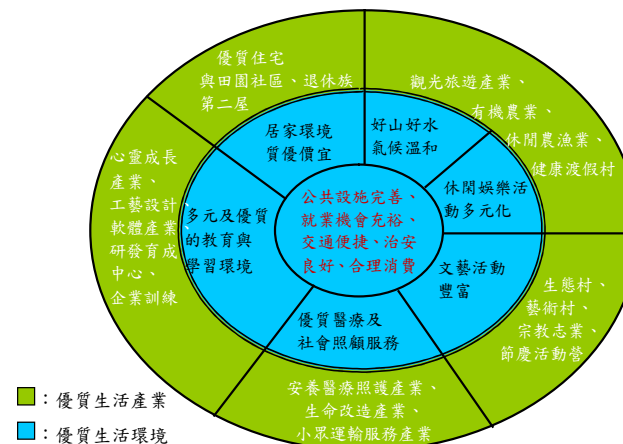 優質住宅
與田園社區、退休族
第二屋
觀光旅遊產業、
有機農業、
休閒農漁業、
健康渡假村
居家環境
質優價宜
好山好水
氣候溫和
心靈成長
產業、
工藝設計、
軟體產業、
研發育成
中心、
企業訓練
多元及優質
的教育與
學習環境
公共設施完善、
就業機會充裕、
交通便捷、治安
良好、合理消費
休閒娛樂活
動多元化
文藝活動
豐富
生態村、
藝術村、
宗教志業、
節慶活動營
優質醫療及
社會照顧服務
安養醫療照護產業、
生命改造產業、
小眾運輸服務產業
：優質生活產業
：優質生活環境